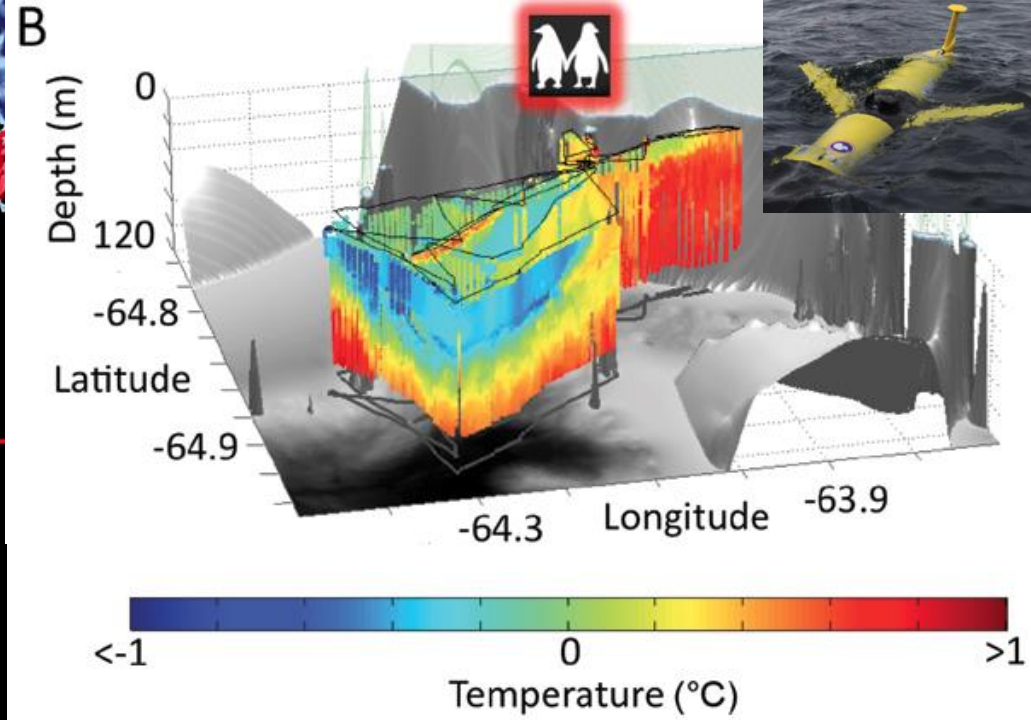 B
Depth (m)
0
120
-64.8
Latitude
-64.9
-64.3
Longitude
-63.9
<-1
0
>1
Temperature (°C)